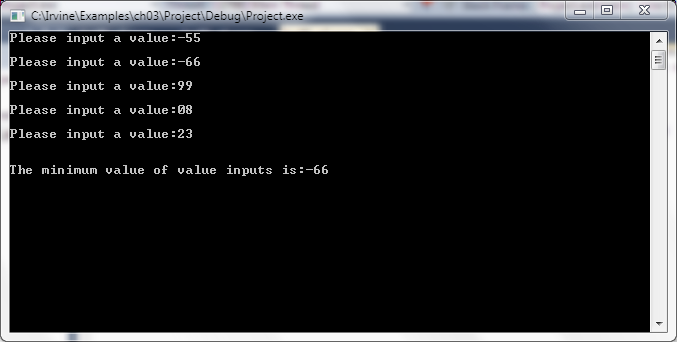 C:\Irvine\Examples\ch03\Project\Debug\Project.exe
Please input a value:-55
Please input a value:-66
Please input a value:99
Please input a value:08
Please input a value:23
The minimum value of value inputs is:-66